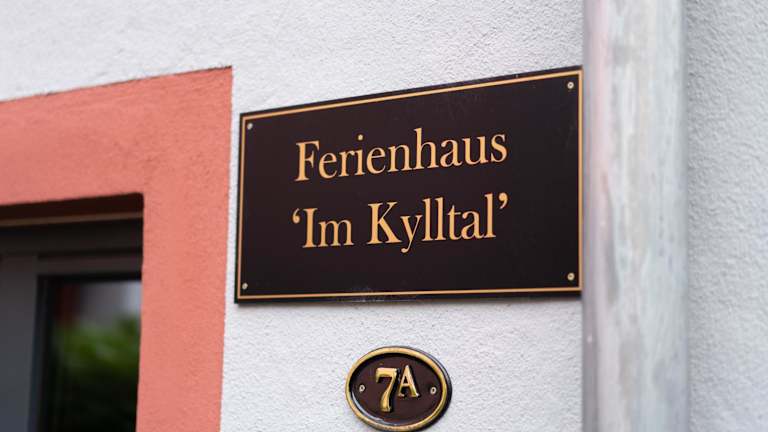 Ferienhaus
‘Im Kylltal’
7A